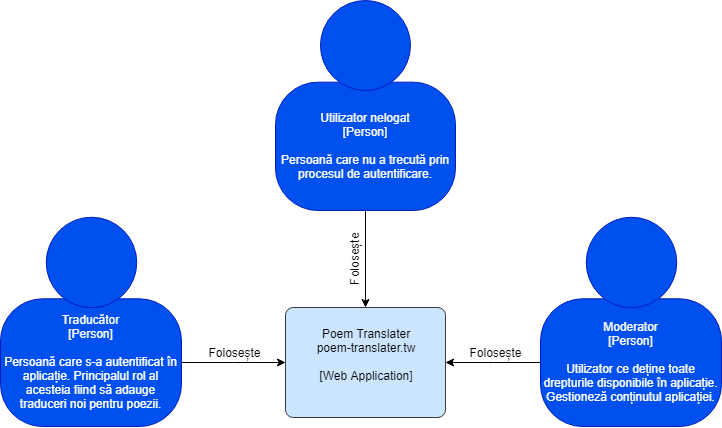 Utilizator nelogat
[Person]
Persoană care nu a trecută prin
procesul de autentificare.
Folosește
Traducător
[Person]
Persoană care s-a autentificat în
aplicație. Principalul rol al
acesteia fiind să adauge
traduceri noi pentru poezii.
Folosește
Poem Translater
poem-translater.tw
[Web Application]
Folosește
Moderator
[Person]
Utilizator ce deține toate
drepturile disponibile în aplicație.
Gestioneză conținutul aplicației.